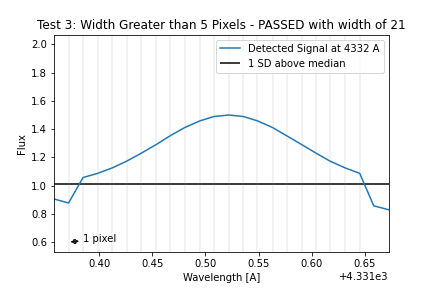 Test 3: Width Greater than 5 Pixels - PASSED with width of 21
2.0
1.8
1.6
1.4
1.2
1.0
0.8
0.6
Flux
Detected Signal at 4332 A
1 SD above median
1 pixel
0.40
0.45
0.50
0.55
0.60
0.65
Wavelength [A]
+4.331e3